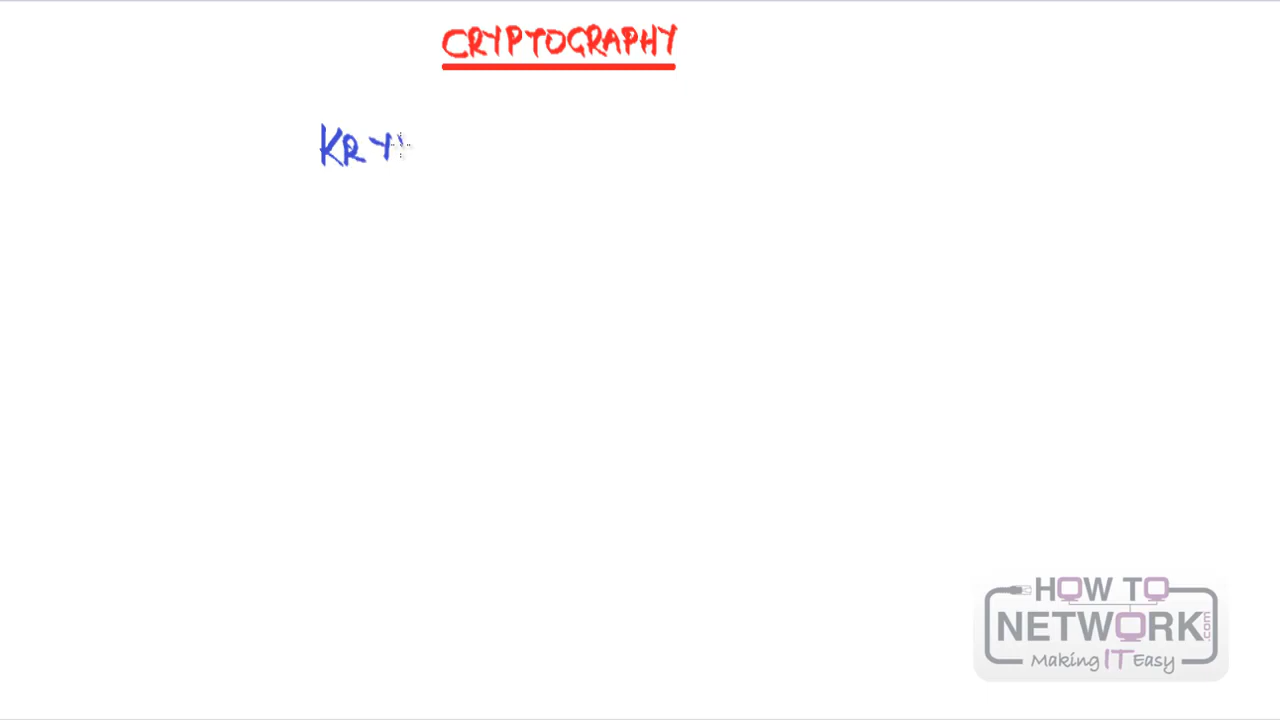 CRYPTOGRAPHY
KRY
HOW TO
NETWORK.com
Making IT Easy